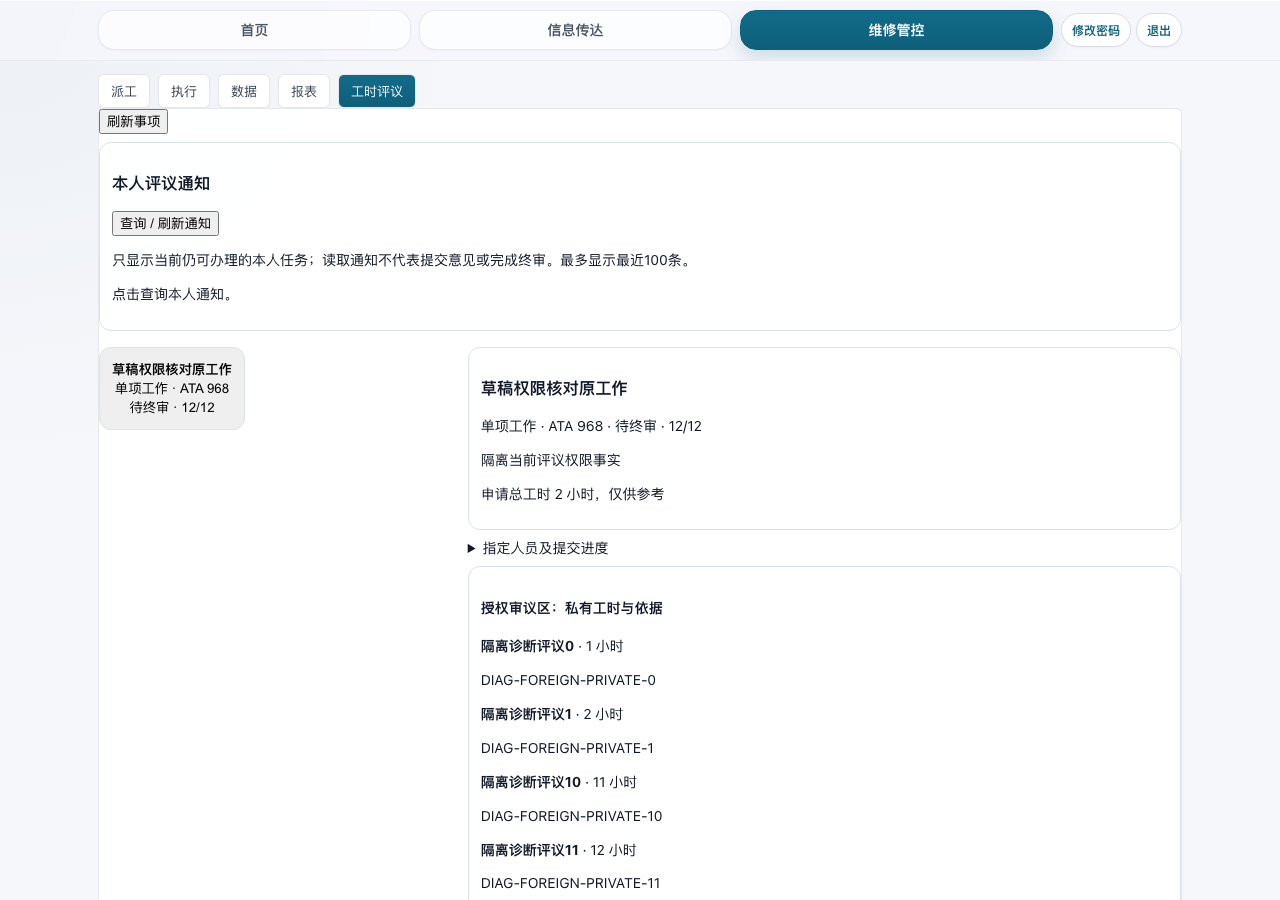 首页
信息传达
维修管控
修改密码
退出
派工
执行
数据
报表
工时评议
刷新事项
本人评议通知
查询 / 刷新通知
只显示当前仍可办理的本人任务；读取通知不代表提交意见或完成终审。最多显示最近100条。
点击查询本人通知。
草稿权限核对原工作
单项工作 · ATA 968
待终审 · 12/12
草稿权限核对原工作
单项工作 · ATA 968 · 待终审 · 12/12
隔离当前评议权限事实
申请总工时 2 小时，仅供参考
▶ 指定人员及提交进度
授权审议区：私有工时与依据
隔离诊断评议0 · 1 小时
DIAG-FOREIGN-PRIVATE-0
隔离诊断评议1 · 2 小时
DIAG-FOREIGN-PRIVATE-1
隔离诊断评议10 · 11 小时
DIAG-FOREIGN-PRIVATE-10
隔离诊断评议11 · 12 小时
DIAG-FOREIGN-PRIVATE-11